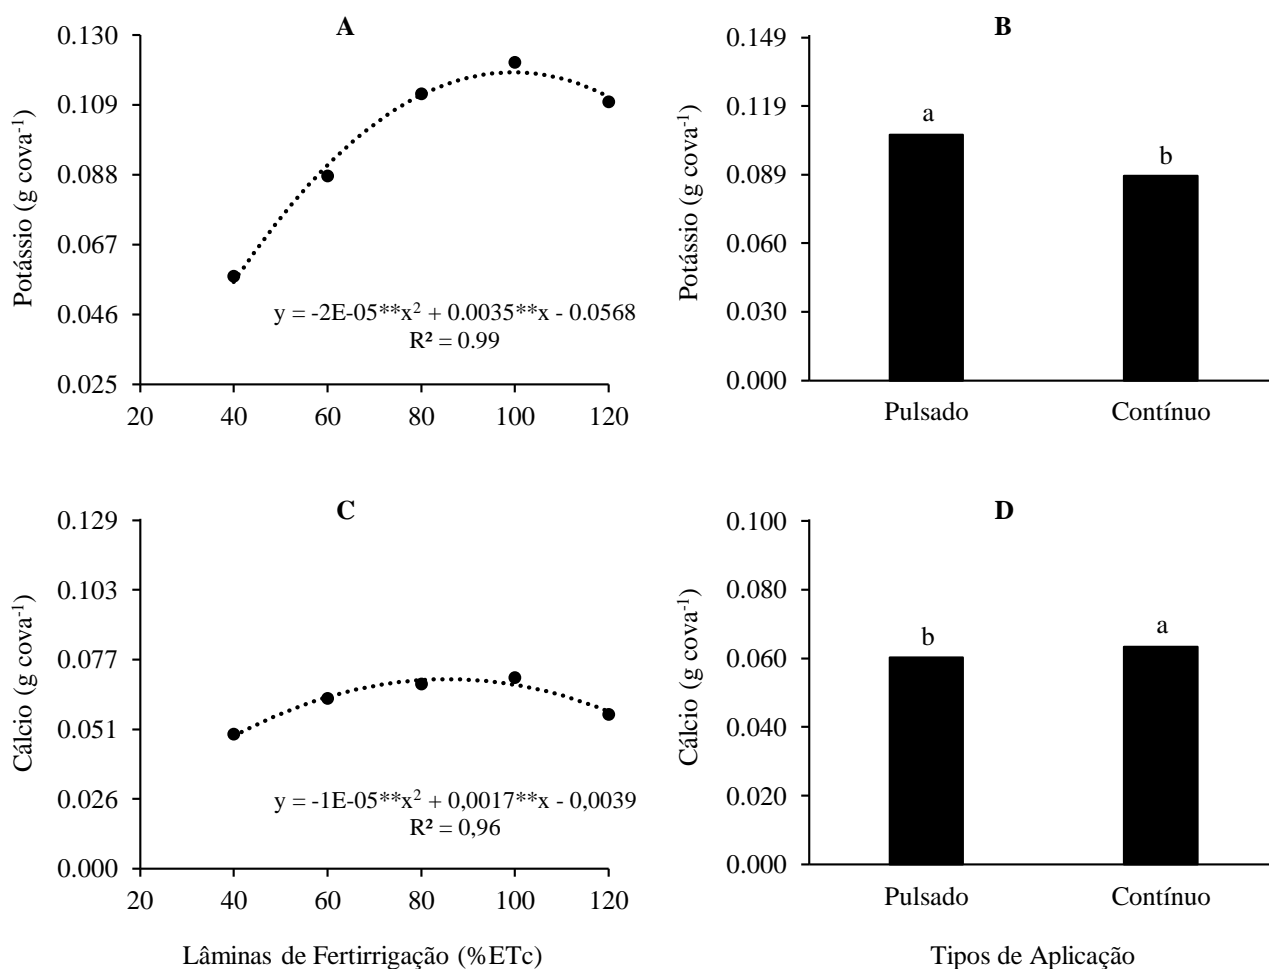 A
0.130
0.109
0.088
0.067
0.046
0.025
Potássio (g cova⁻¹)
y = -2E-05**x² + 0.0035**x - 0.0568
R² = 0.99
20 40 60 80 100 120
B
0.149
0.119
0.089
0.060
0.030
0.000
Potássio (g cova⁻¹)
a
b
Pulsado Contínuo
C
0.129
0.103
0.077
0.051
0.026
0.000
Cálcio (g cova⁻¹)
y = -1E-05**x² + 0,0017**x - 0,0039
R² = 0,96
20 40 60 80 100 120
Lâminas de Fertirrigação (%ETc)
D
0.100
0.080
0.060
0.040
0.020
0.000
Cálcio (g cova⁻¹)
b
a
Pulsado Contínuo
Tipos de Aplicação